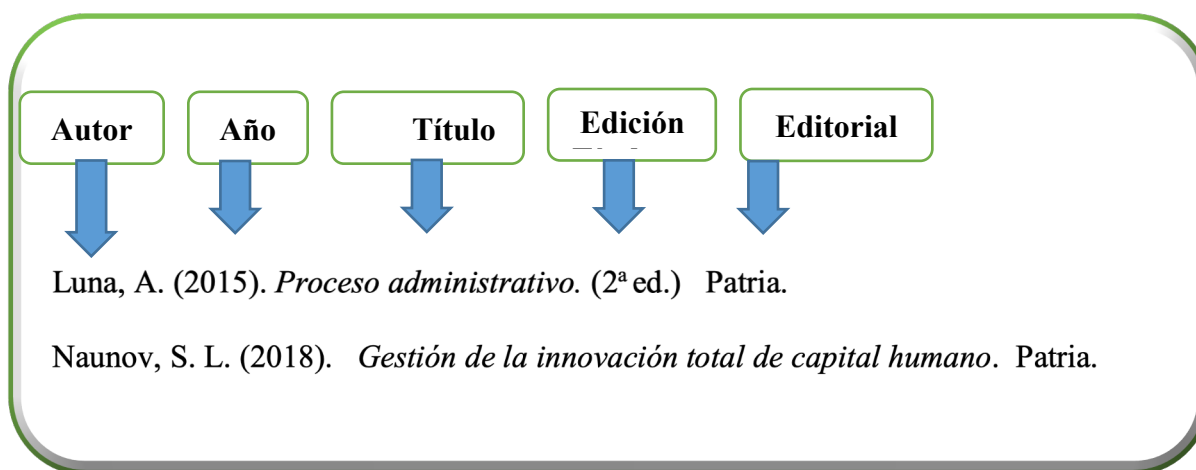 Autor Año Título Edición Editorial
Luna, A. (2015). Proceso administrativo. (2ª ed.) Patria.
Naunov, S. L. (2018). Gestión de la innovación total de capital humano. Patria.